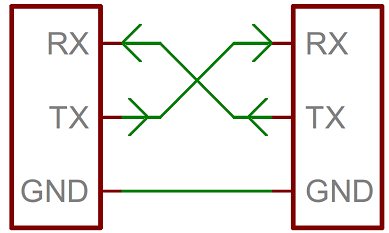 RX RX
TX TX
GND GND